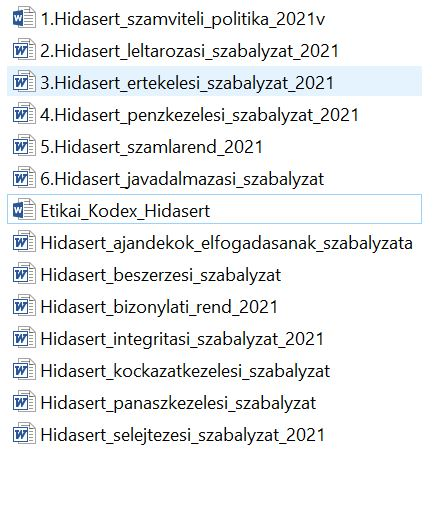 1.Hidasert_szamviteli_politika_2021v
2.Hidasert_leltarozasi_szabalyzat_2021
3.Hidasert_ertekelesi_szabalyzat_2021
4.Hidasert_penzkezelesi_szabalyzat_2021
5.Hidasert_szamlarend_2021
6.Hidasert_javadalmazasi_szabalyzat
Etikai_Kodex_Hidasert
Hidasert_ajandekok_elfogadasanak_szabalyzata
Hidasert_beszerzesi_szabalyzat
Hidasert_bizonylati_rend_2021
Hidasert_integritasi_szabalyzat_2021
Hidasert_kockazatkezelesi_szabalyzat
Hidasert_panaszkezelesi_szabalyzat
Hidasert_selejtezesi_szabalyzat_2021